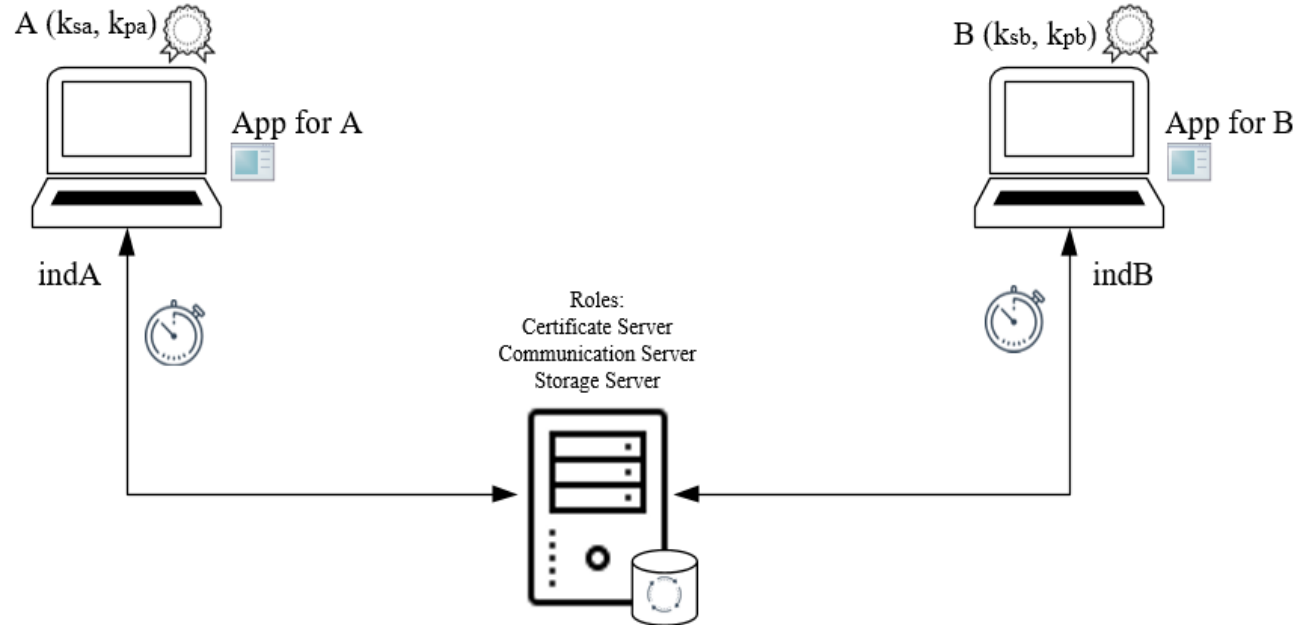 A (ksa, kpa)
B (ksb, kpb)
App for A
App for B
indA
indB
Roles:
Certificate Server
Communication Server
Storage Server